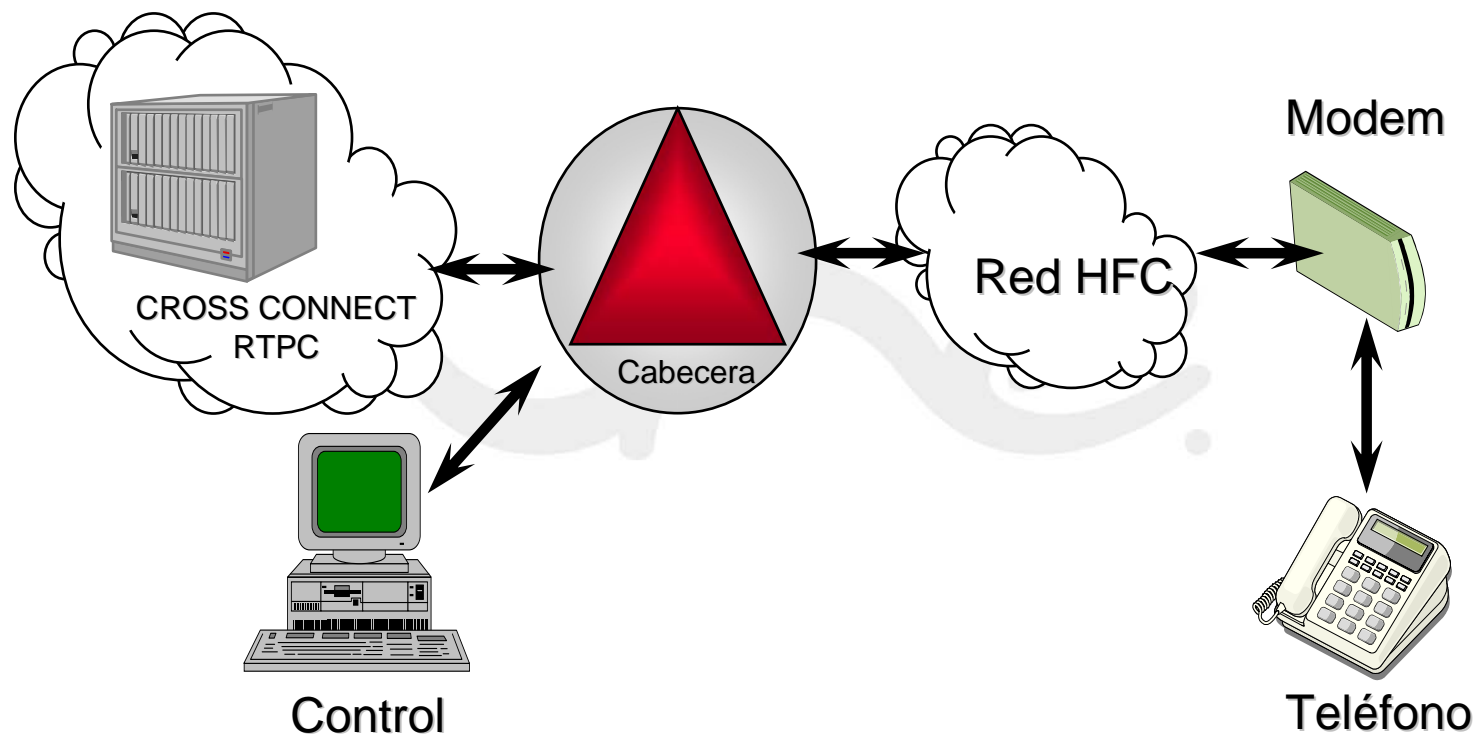 Modem
CROSS CONNECT
RTPC
Cabecera
Red HFC
Control
Teléfono